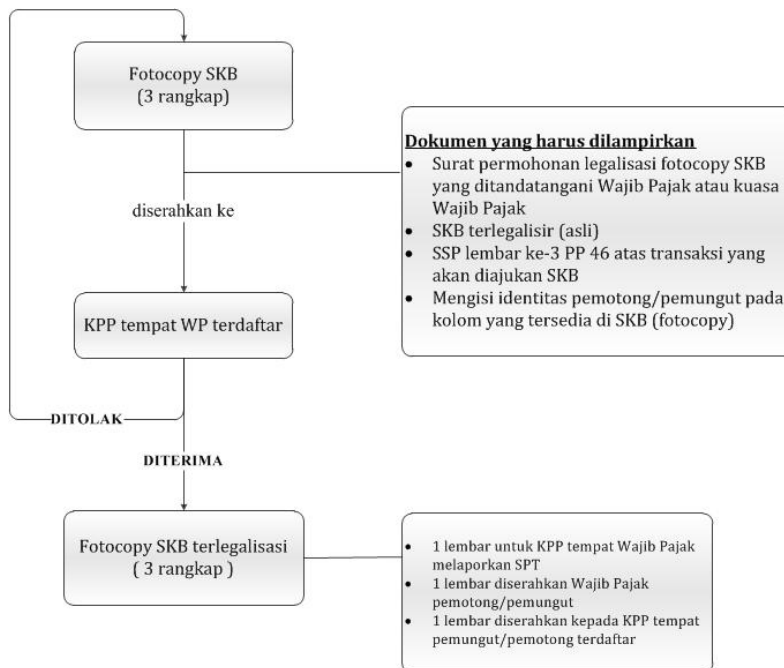 Fotocopy SKB
(3 rangkap)
Dokumen yang harus dilampirkan
• Surat permohonan legalisasi fotocopy SKB
yang ditandatangani Wajib Pajak atau kuasa
Wajib Pajak
• SKB terlegalisir (asli)
• SSP lembar ke-3 PP 46 atas transaksi yang
akan diajukan SKB
• Mengisi identitas pemotong/pemungut pada
kolom yang tersedia di SKB (fotocopy)
diserahkan ke
KPP tempat WP terdaftar
DITOLAK
DITERIMA
Fotocopy SKB terlegalisasi
( 3 rangkap )
• 1 lembar untuk KPP tempat Wajib Pajak
melaporkan SPT
• 1 lembar diserahkan Wajib Pajak
pemotong/pemungut
• 1 lembar diserahkan kepada KPP tempat
pemungut/pemotong terdaftar